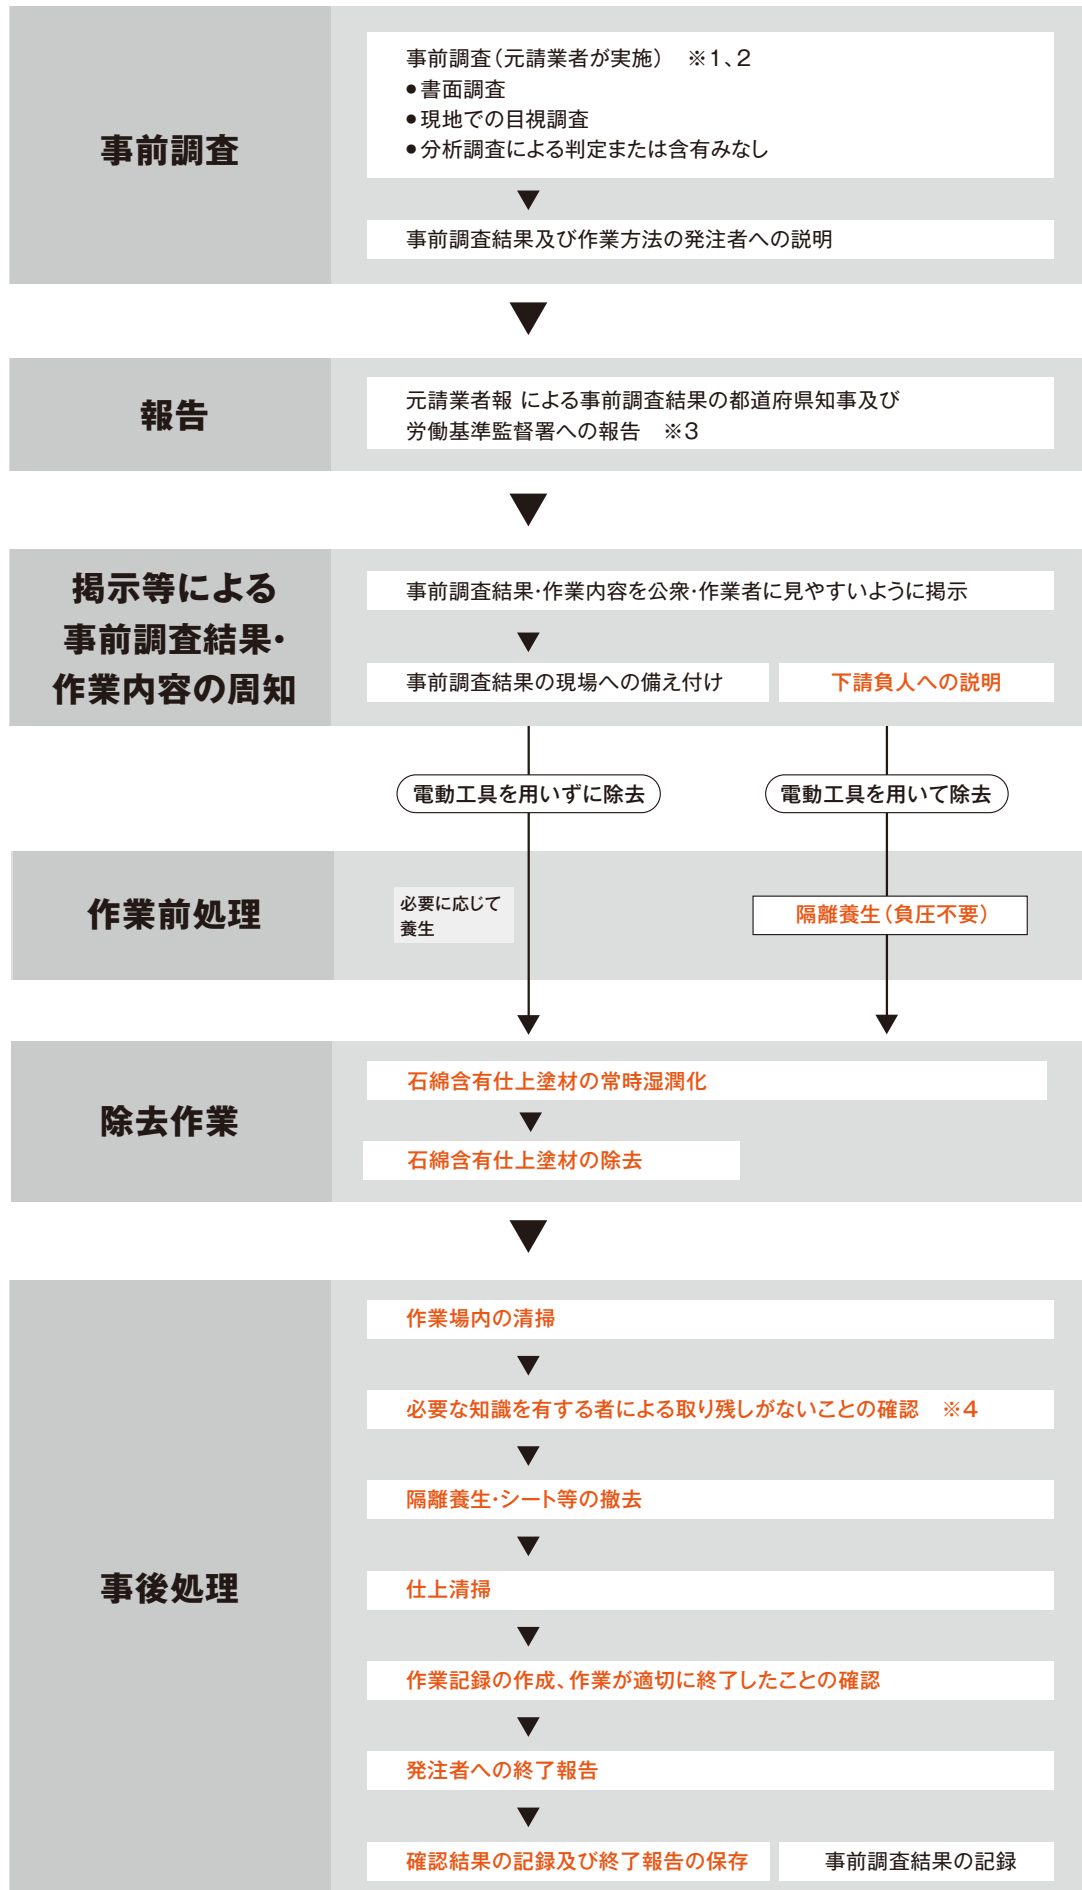 事前調査
事前調査（元請業者が実施）　※1、2
●書面調査
●現地での目視調査
●分析調査による判定または含有みなし
事前調査結果及び作業方法の発注者への説明
報告
元請業者報 による事前調査結果の都道府県知事及び
労働基準監督署への報告　※3
掲示等による
事前調査結果・
作業内容の周知
事前調査結果・作業内容を公衆・作業者に見やすいように掲示
事前調査結果の現場への備え付け
下請負人への説明
電動工具を用いずに除去
電動工具を用いて除去
作業前処理
必要に応じて
養生
隔離養生（負圧不要）
除去作業
石綿含有仕上塗材の常時湿潤化
石綿含有仕上塗材の除去
事後処理
作業場内の清掃
必要な知識を有する者による取り残しがないことの確認　※4
隔離養生・シート等の撤去
仕上清掃
作業記録の作成、作業が適切に終了したことの確認
発注者への終了報告
確認結果の記録及び終了報告の保存
事前調査結果の記録